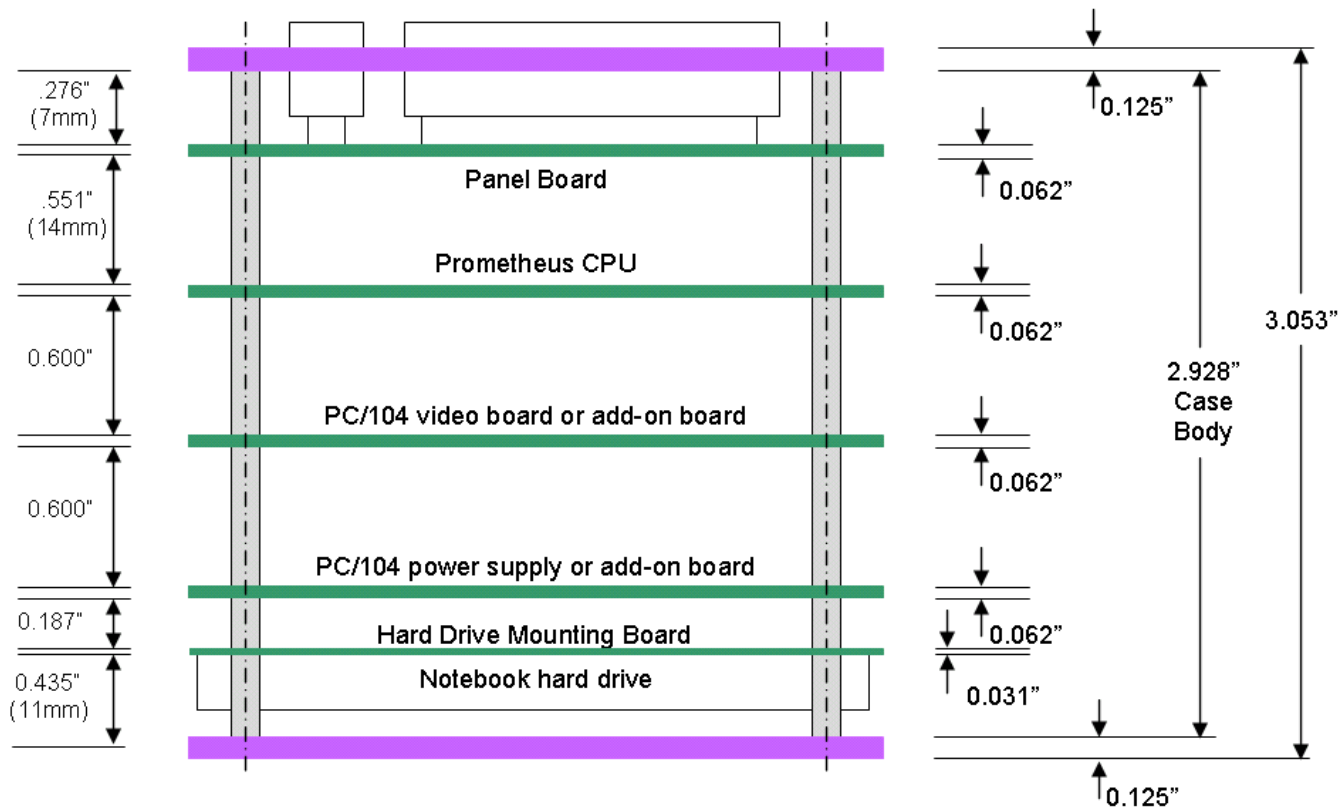 .276"
(7mm)
0.125”
Panel Board
0.062”
.551"
(14mm)
Prometheus CPU
0.062”
3.053”
0.600"
2.928”
Case
Body
PC/104 video board or add-on board
0.062”
0.600"
PC/104 power supply or add-on board
0.187"
0.062”
Hard Drive Mounting Board
0.435"
(11mm)
Notebook hard drive
0.031”
0.125”